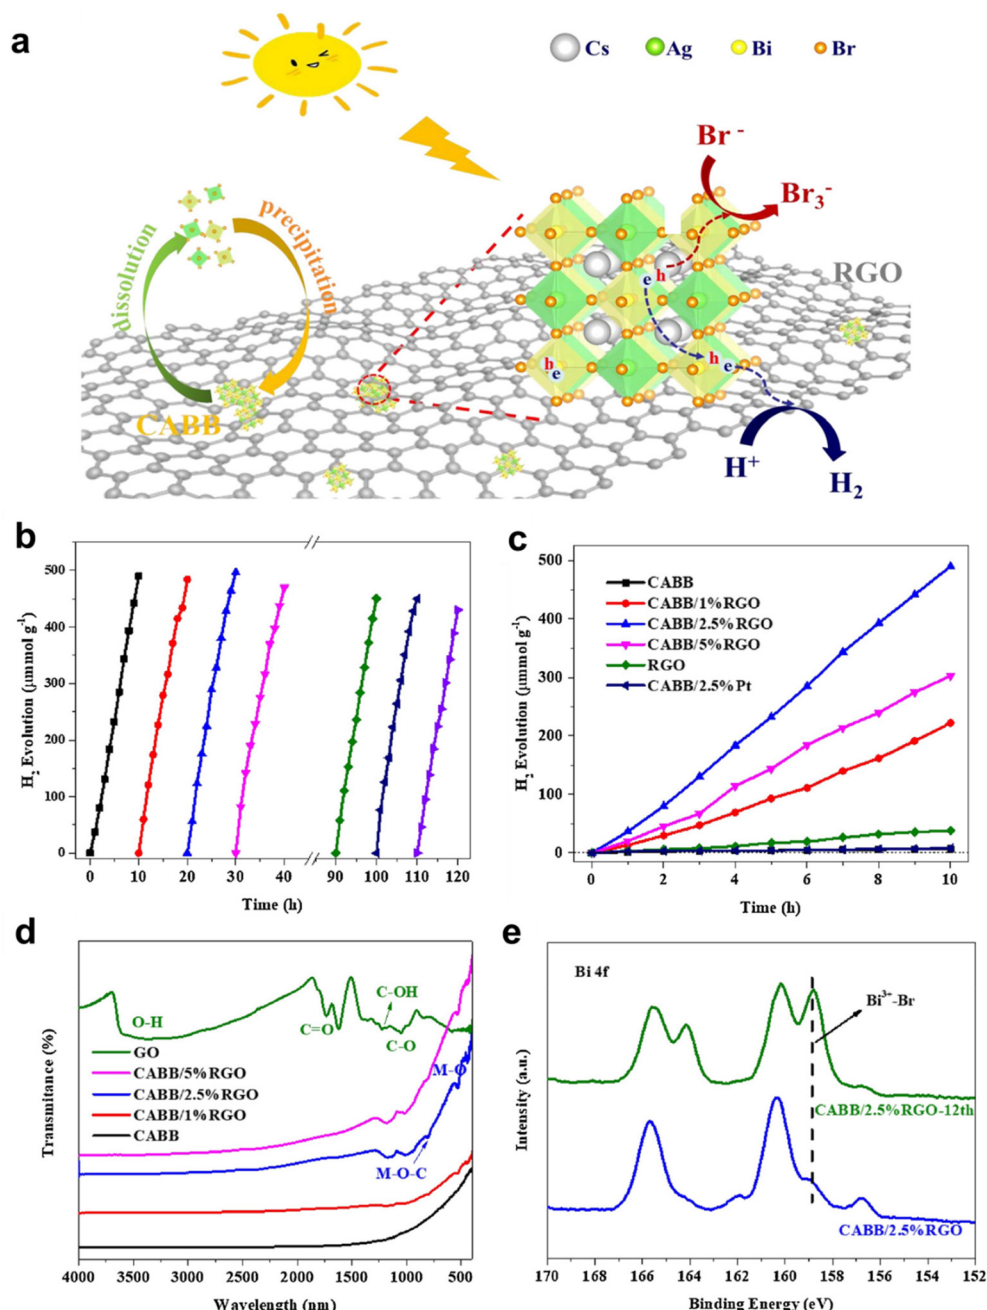 a
Cs Ag Bi Br
Br -
Br3-
dissolution
precipitation
RGO
e h
h e
h e
CABB
H+
H2
b
H2 Evolution (μmmol g-1)
500
400
300
200
100
0
0 10 20 30 40 90 100 110 120
Time (h)
c
H2 Evolution (μmmol g-1)
500
400
300
200
100
0
CABB
CABB/1%RGO
CABB/2.5%RGO
CABB/5%RGO
RGO
CABB/2.5%Pt
0 2 4 6 8 10
Time (h)
d
Transmitance (%)
O-H
C=O
C-OH
C-O
GO
CABB/5%RGO
CABB/2.5%RGO
CABB/1%RGO
CABB
M-O
M-O-C
4000 3500 3000 2500 2000 1500 1000 500
Wavelength (nm)
e
Intensity (a.u.)
Bi 4f
Bi3+-Br
CABB/2.5%RGO-12th
CABB/2.5%RGO
170 168 166 164 162 160 158 156 154 152
Binding Energy (eV)